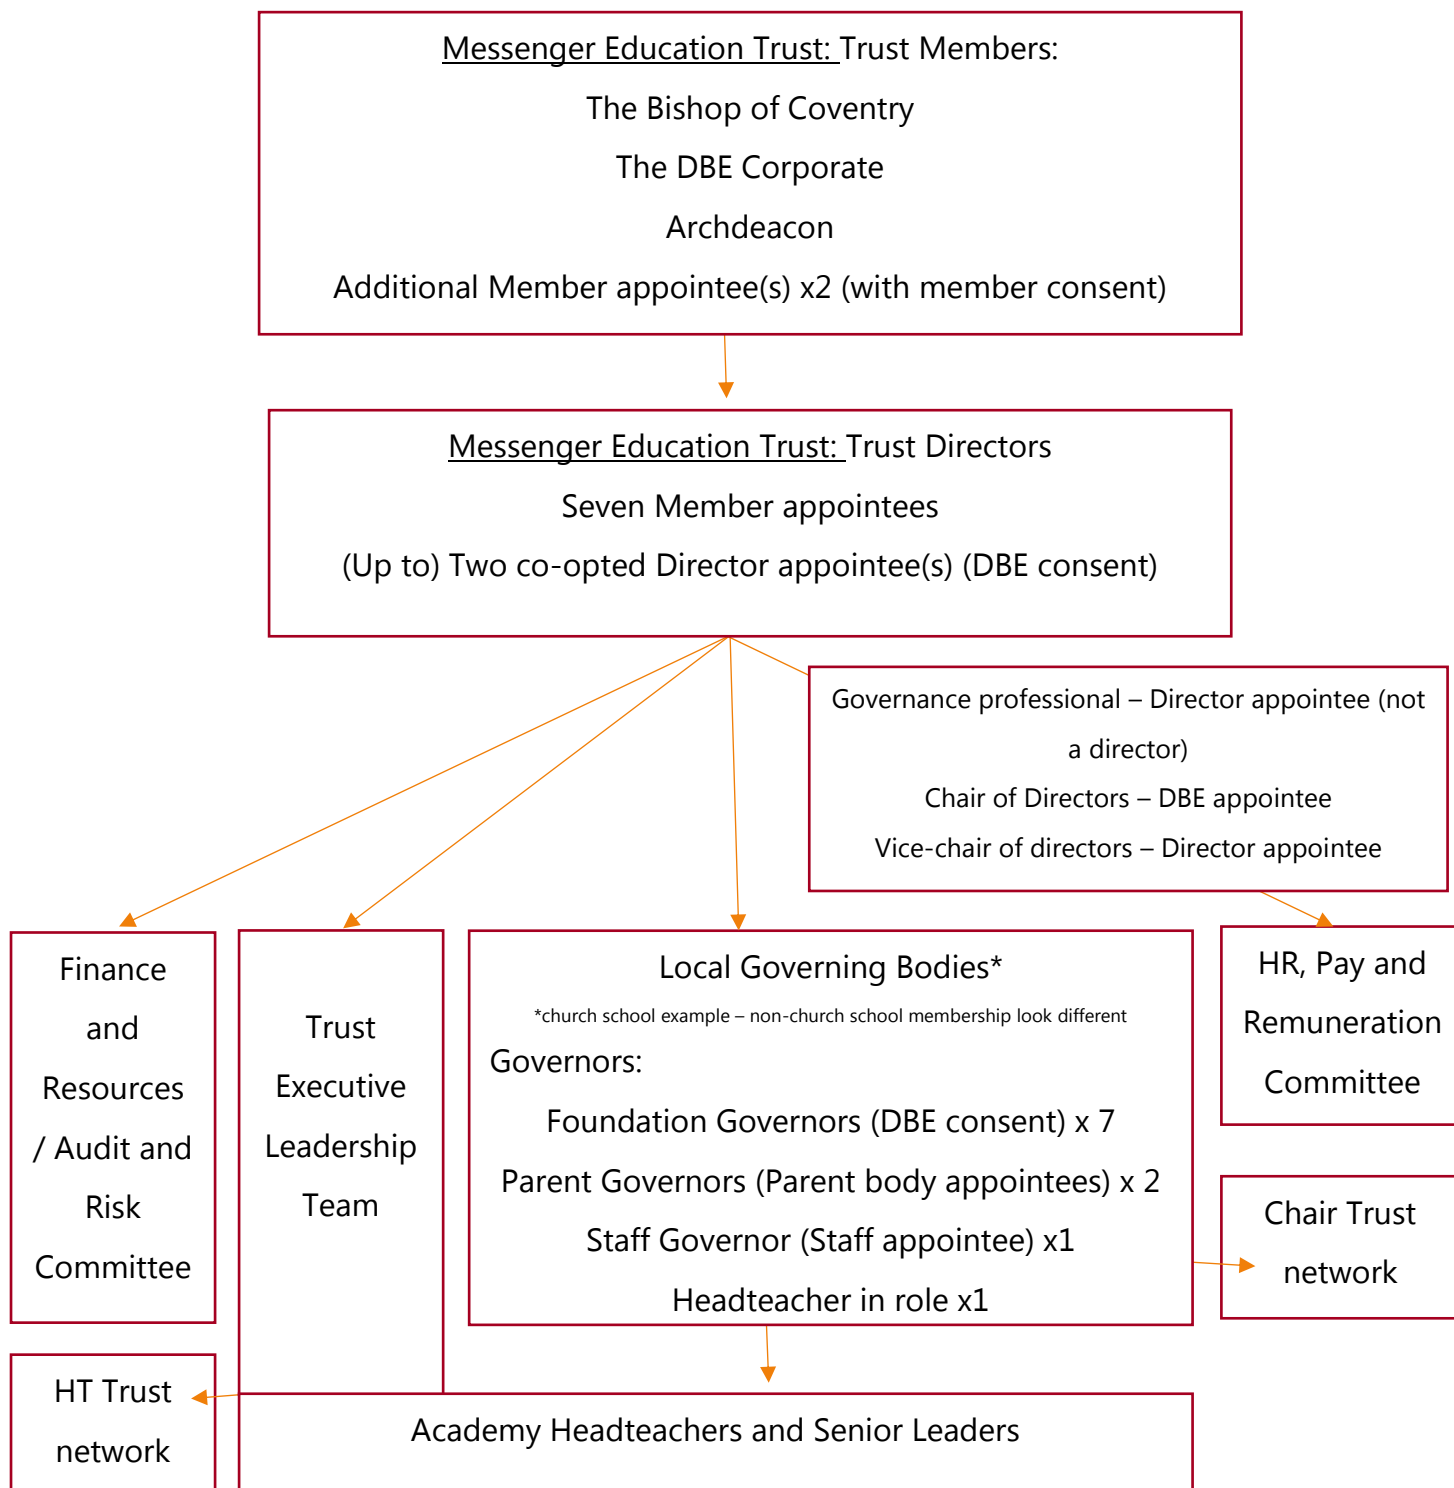 Messenger Education Trust: Trust Members:
The Bishop of Coventry
The DBE Corporate
Archdeacon
Additional Member appointee(s) x2 (with member consent)
Messenger Education Trust: Trust Directors
Seven Member appointees
(Up to) Two co-opted Director appointee(s) (DBE consent)
Governance professional – Director appointee (not
a director)
Chair of Directors – DBE appointee
Vice-chair of directors – Director appointee
Finance
and
Resources
/ Audit and
Risk
Committee
Trust
Executive
Leadership
Team
Local Governing Bodies*
*church school example – non-church school membership look different
Governors:
Foundation Governors (DBE consent) x 7
Parent Governors (Parent body appointees) x 2
Staff Governor (Staff appointee) x1
Headteacher in role x1
HR, Pay and
Remuneration
Committee
Chair Trust
network
HT Trust
network
Academy Headteachers and Senior Leaders